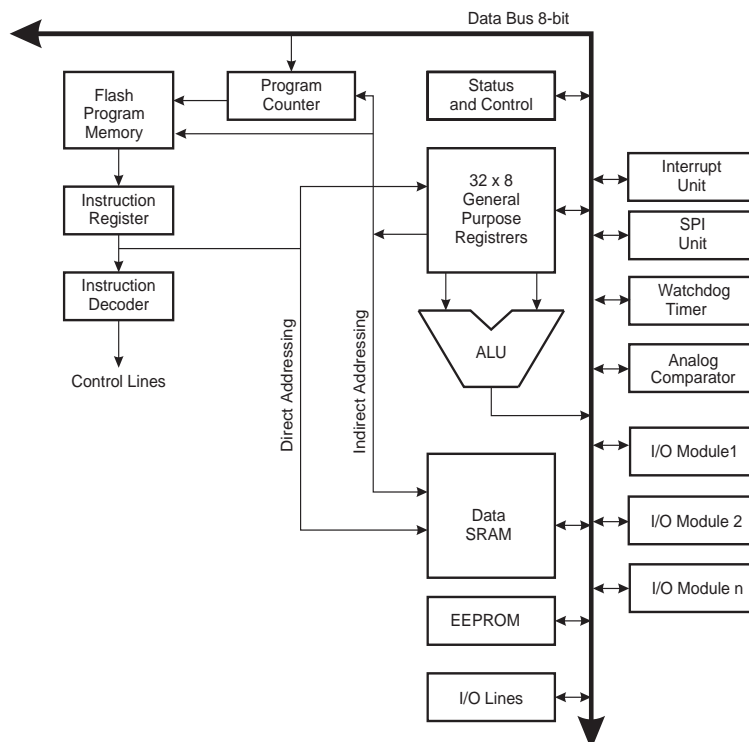 Data Bus 8-bit
Flash
Program
Memory
Program
Counter
Status
and Control
32 x 8
General
Purpose
Registrers
Interrupt
Unit
Instruction
Register
SPI
Unit
Instruction
Decoder
Watchdog
Timer
ALU
Analog
Comparator
Control Lines
Direct Addressing
Indirect Addressing
I/O Module1
Data
SRAM
I/O Module 2
I/O Module n
EEPROM
I/O Lines